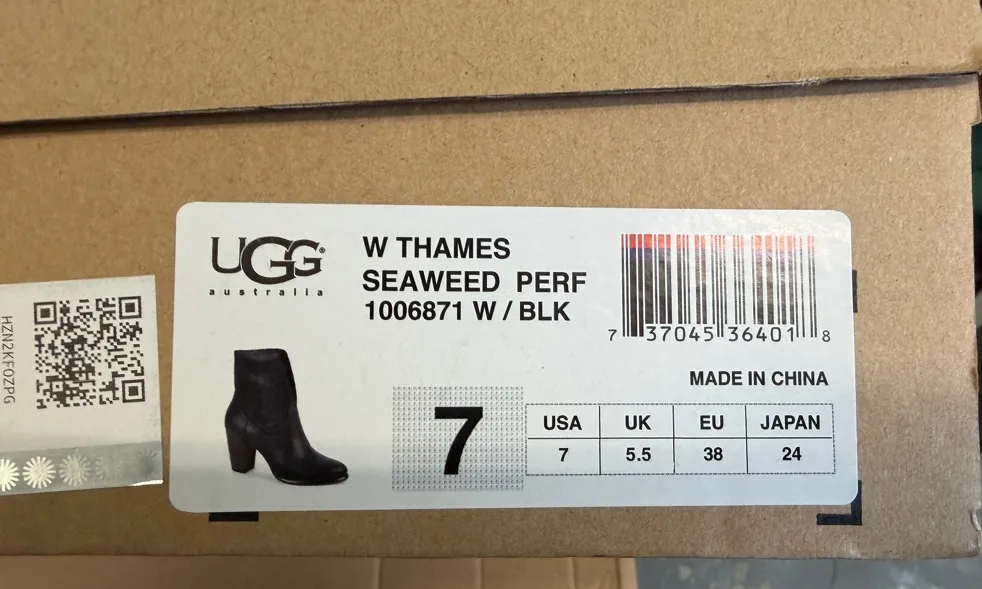 HZN2KFOZPG
UGG®
australia
W THAMES
SEAWEED PERF
1006871 W / BLK
7 37045 36401 8
MADE IN CHINA
7
USA UK EU JAPAN
7 5.5 38 24